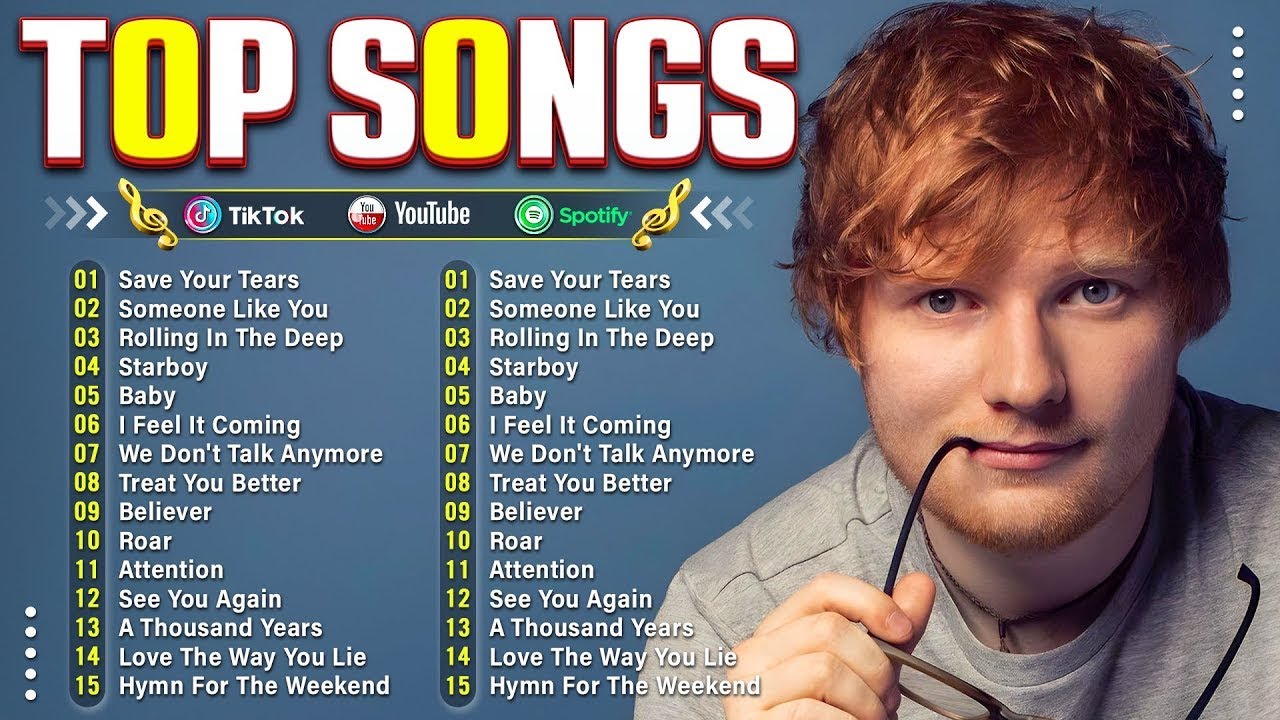 TOP SONGS
TikTok You Tube YouTube Spotify
01 Save Your Tears
02 Someone Like You
03 Rolling In The Deep
04 Starboy
05 Baby
06 I Feel It Coming
07 We Don't Talk Anymore
08 Treat You Better
09 Believer
10 Roar
11 Attention
12 See You Again
13 A Thousand Years
14 Love The Way You Lie
15 Hymn For The Weekend
01 Save Your Tears
02 Someone Like You
03 Rolling In The Deep
04 Starboy
05 Baby
06 I Feel It Coming
07 We Don't Talk Anymore
08 Treat You Better
09 Believer
10 Roar
11 Attention
12 See You Again
13 A Thousand Years
14 Love The Way You Lie
15 Hymn For The Weekend